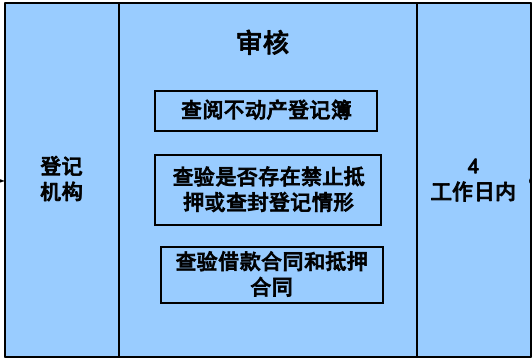 登记
机构
审核
查阅不动产登记簿
查验是否存在禁止抵
押或查封登记情形
查验借款合同和抵押
合同
4
工作日内